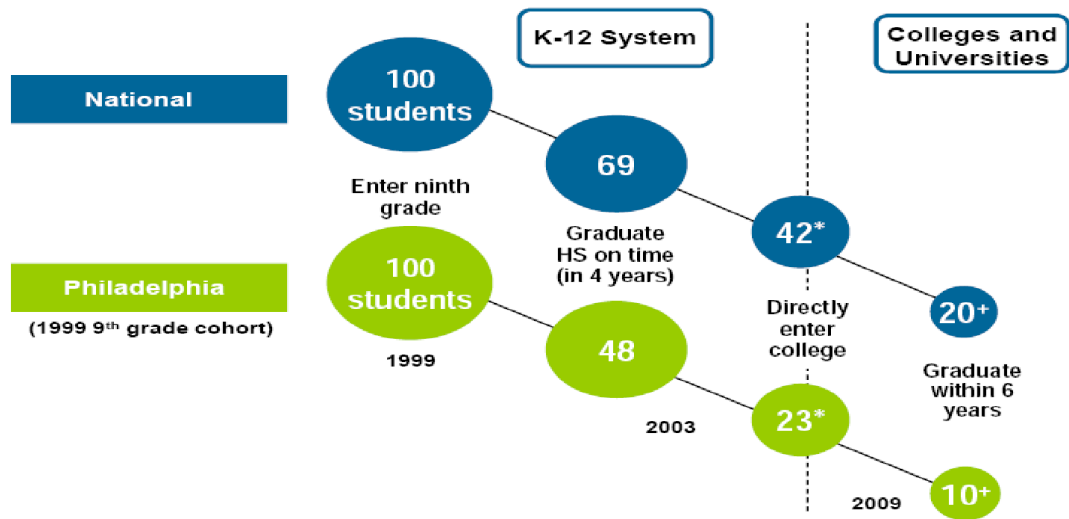 K-12 System
Colleges and
Universities
National
100
students
69
42*
20+
Enter ninth
grade
Graduate
HS on time
(in 4 years)
Directly
enter
college
Graduate
within 6
years
Philadelphia
(1999 9th grade cohort)
100
students
48
23*
10+
1999
2003
2009